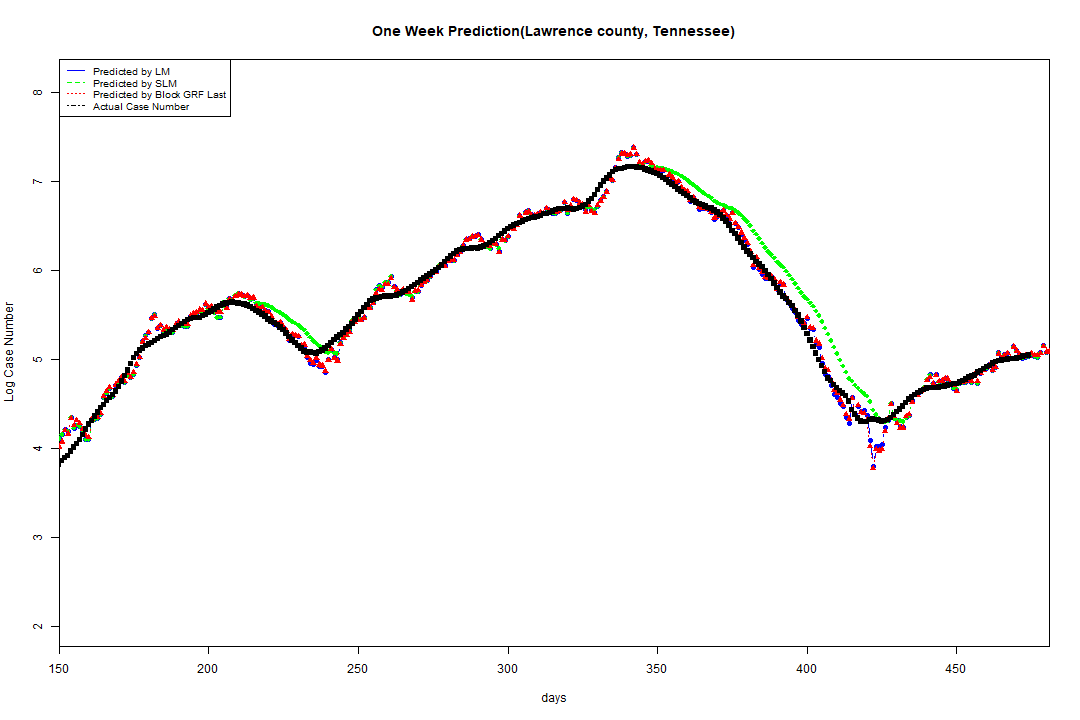 One Week Prediction(Lawrence county, Tennessee)
Predicted by LM
Predicted by SLM
Predicted by Block GRF Last
Actual Case Number
Log Case Number
8
7
6
5
4
3
2
150 200 250 300 350 400 450
days